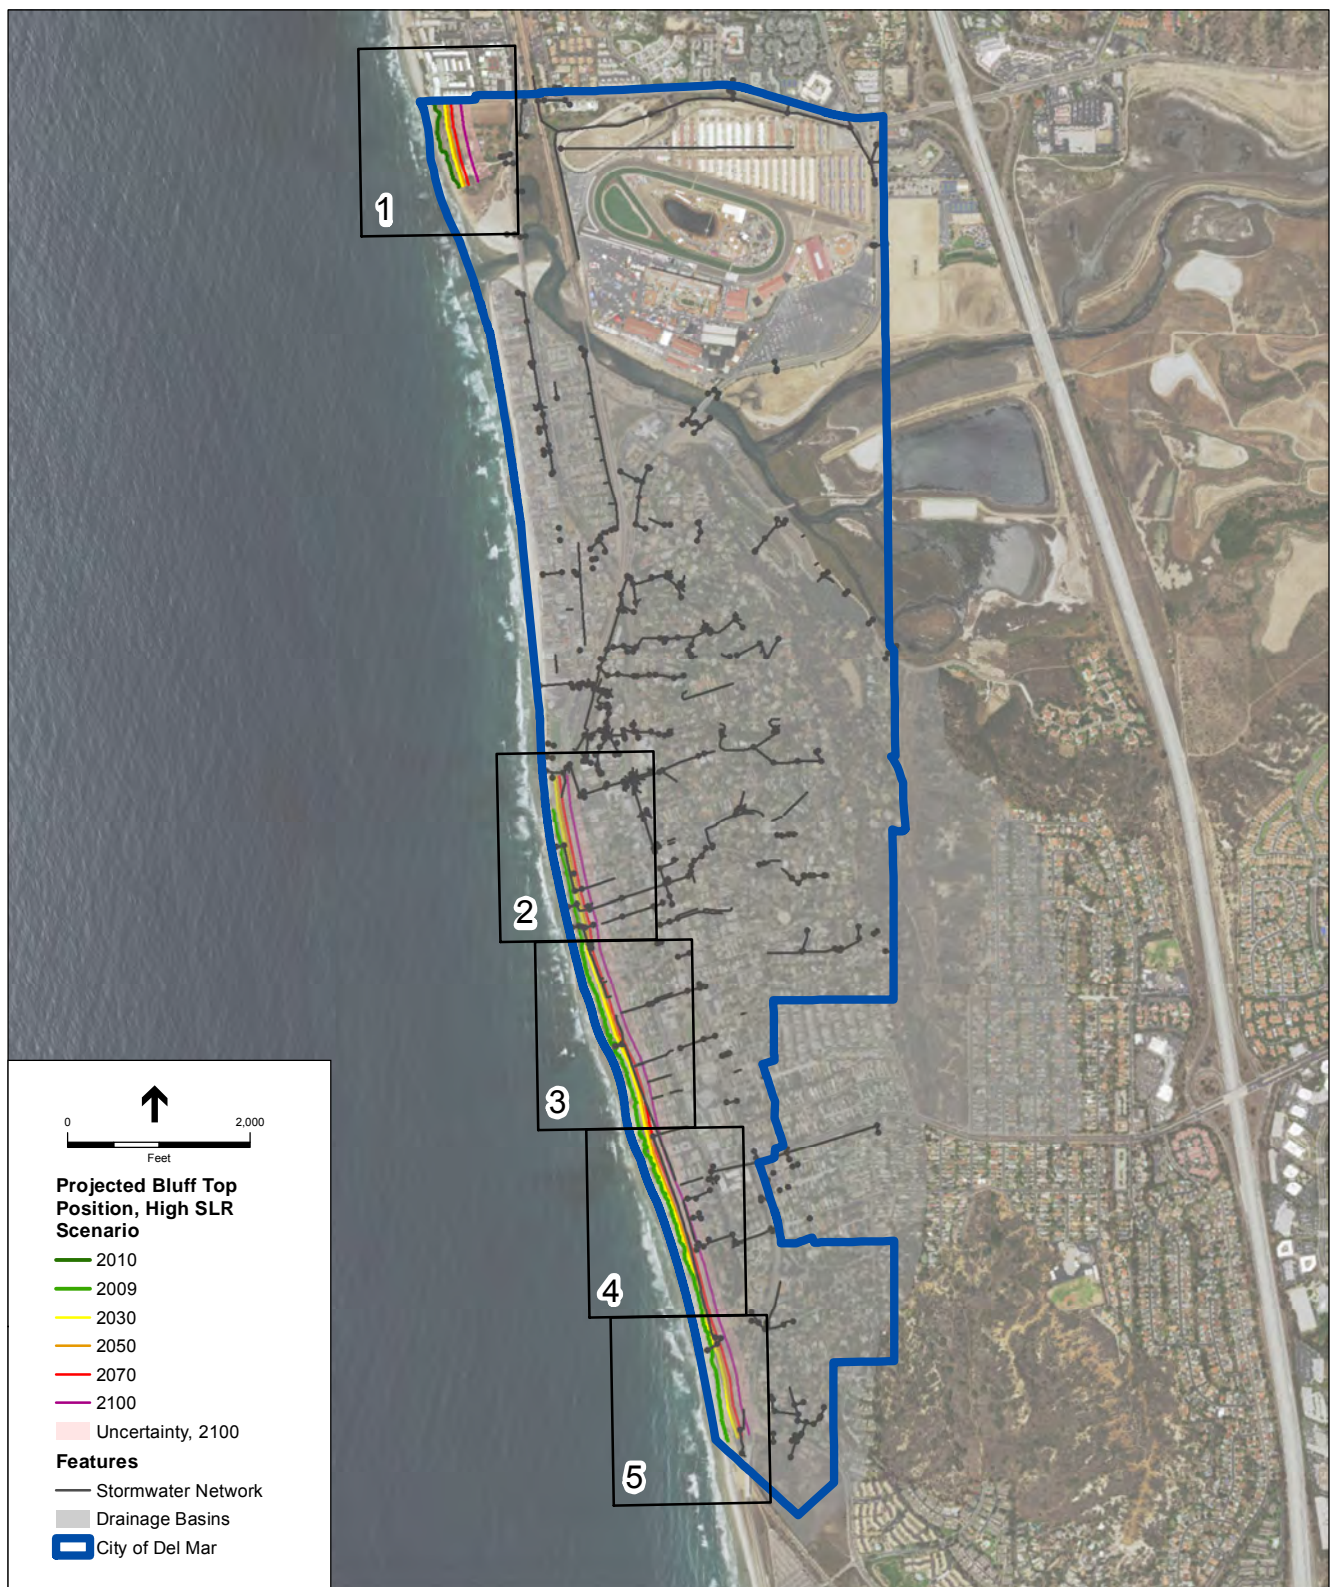 1
2
3
4
5
0 2,000
Feet
Projected Bluff Top
Position, High SLR
Scenario
2010
2009
2030
2050
2070
2100
Uncertainty, 2100
Features
Stormwater Network
Drainage Basins
City of Del Mar